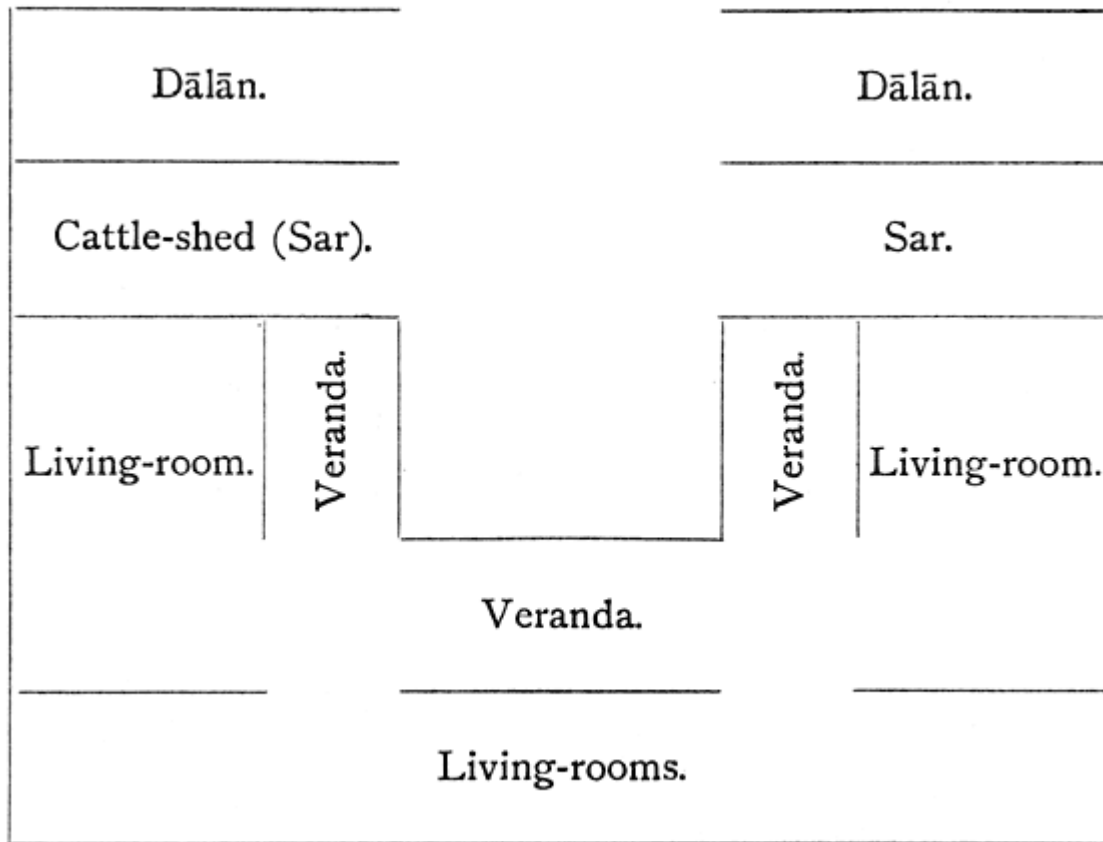 Dālān.
Dālān.
Cattle-shed (Sar).
Sar.
Living-room.
Veranda.
Veranda.
Living-room.
Veranda.
Living-rooms.